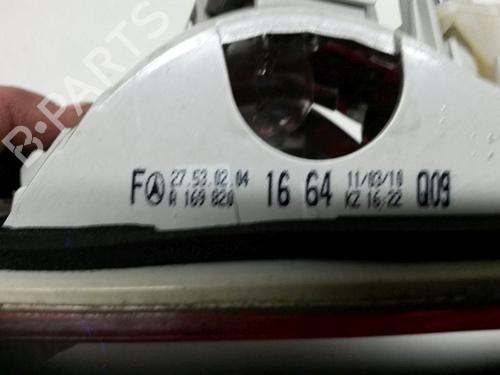 B-PARTS
F 27.53.02.04 16 64 11/03/10 Q09
A 169 820 KZ 16:22